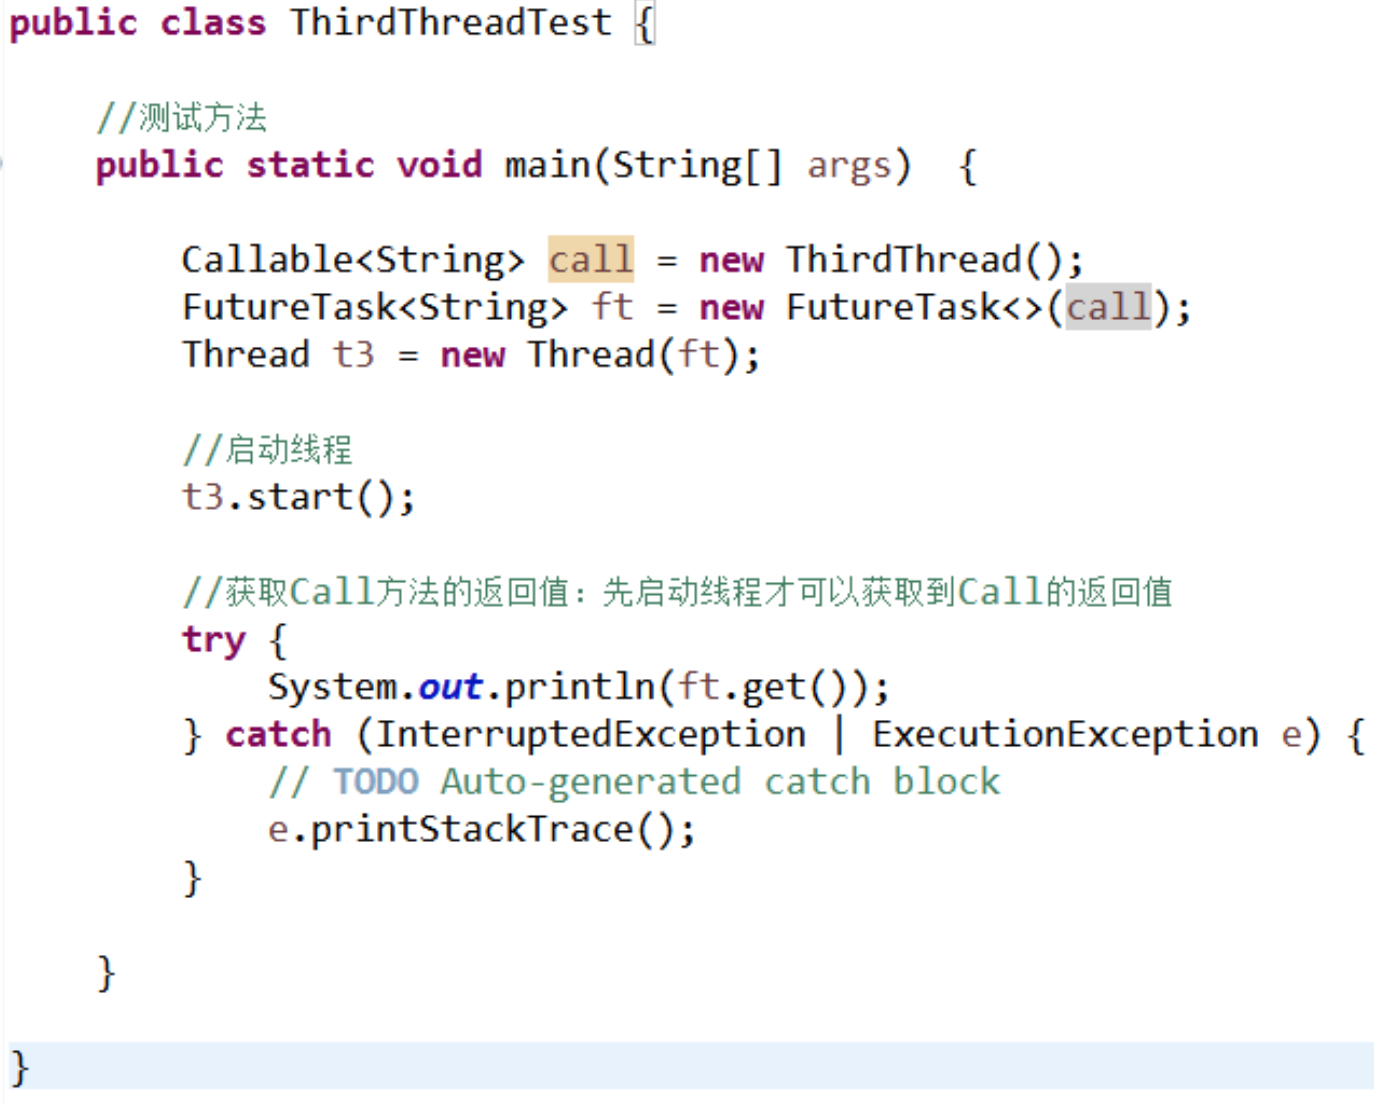 public class ThirdThreadTest {
//测试方法
public static void main(String[] args)  {
Callable<String> call = new ThirdThread();
FutureTask<String> ft = new FutureTask<>(call);
Thread t3 = new Thread(ft);
//启动线程
t3.start();
//获取Call方法的返回值：先启动线程才可以获取到Call的返回值
try {
System.out.println(ft.get());
} catch (InterruptedException | ExecutionException e) {
// TODO Auto-generated catch block
e.printStackTrace();
}
}
}